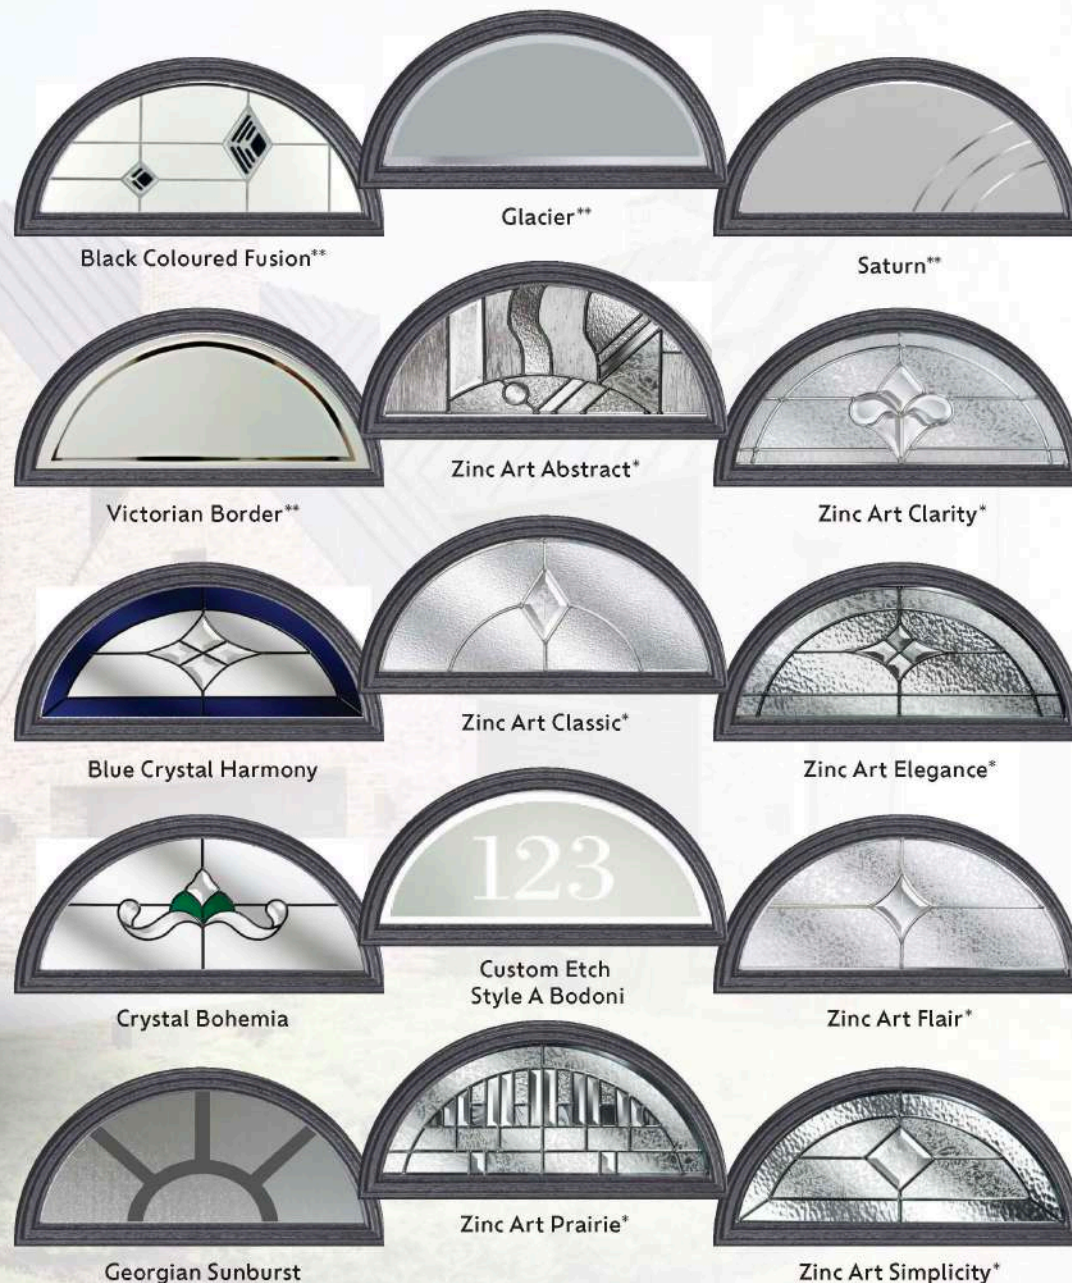 Black Coloured Fusion**
Glacier**
Saturn**
Victorian Border**
Zinc Art Abstract*
Zinc Art Clarity*
Blue Crystal Harmony
Zinc Art Classic*
Zinc Art Elegance*
Crystal Bohemia
123
Custom Etch
Style A Bodoni
Zinc Art Flair*
Georgian Sunburst
Zinc Art Prairie*
Zinc Art Simplicity*